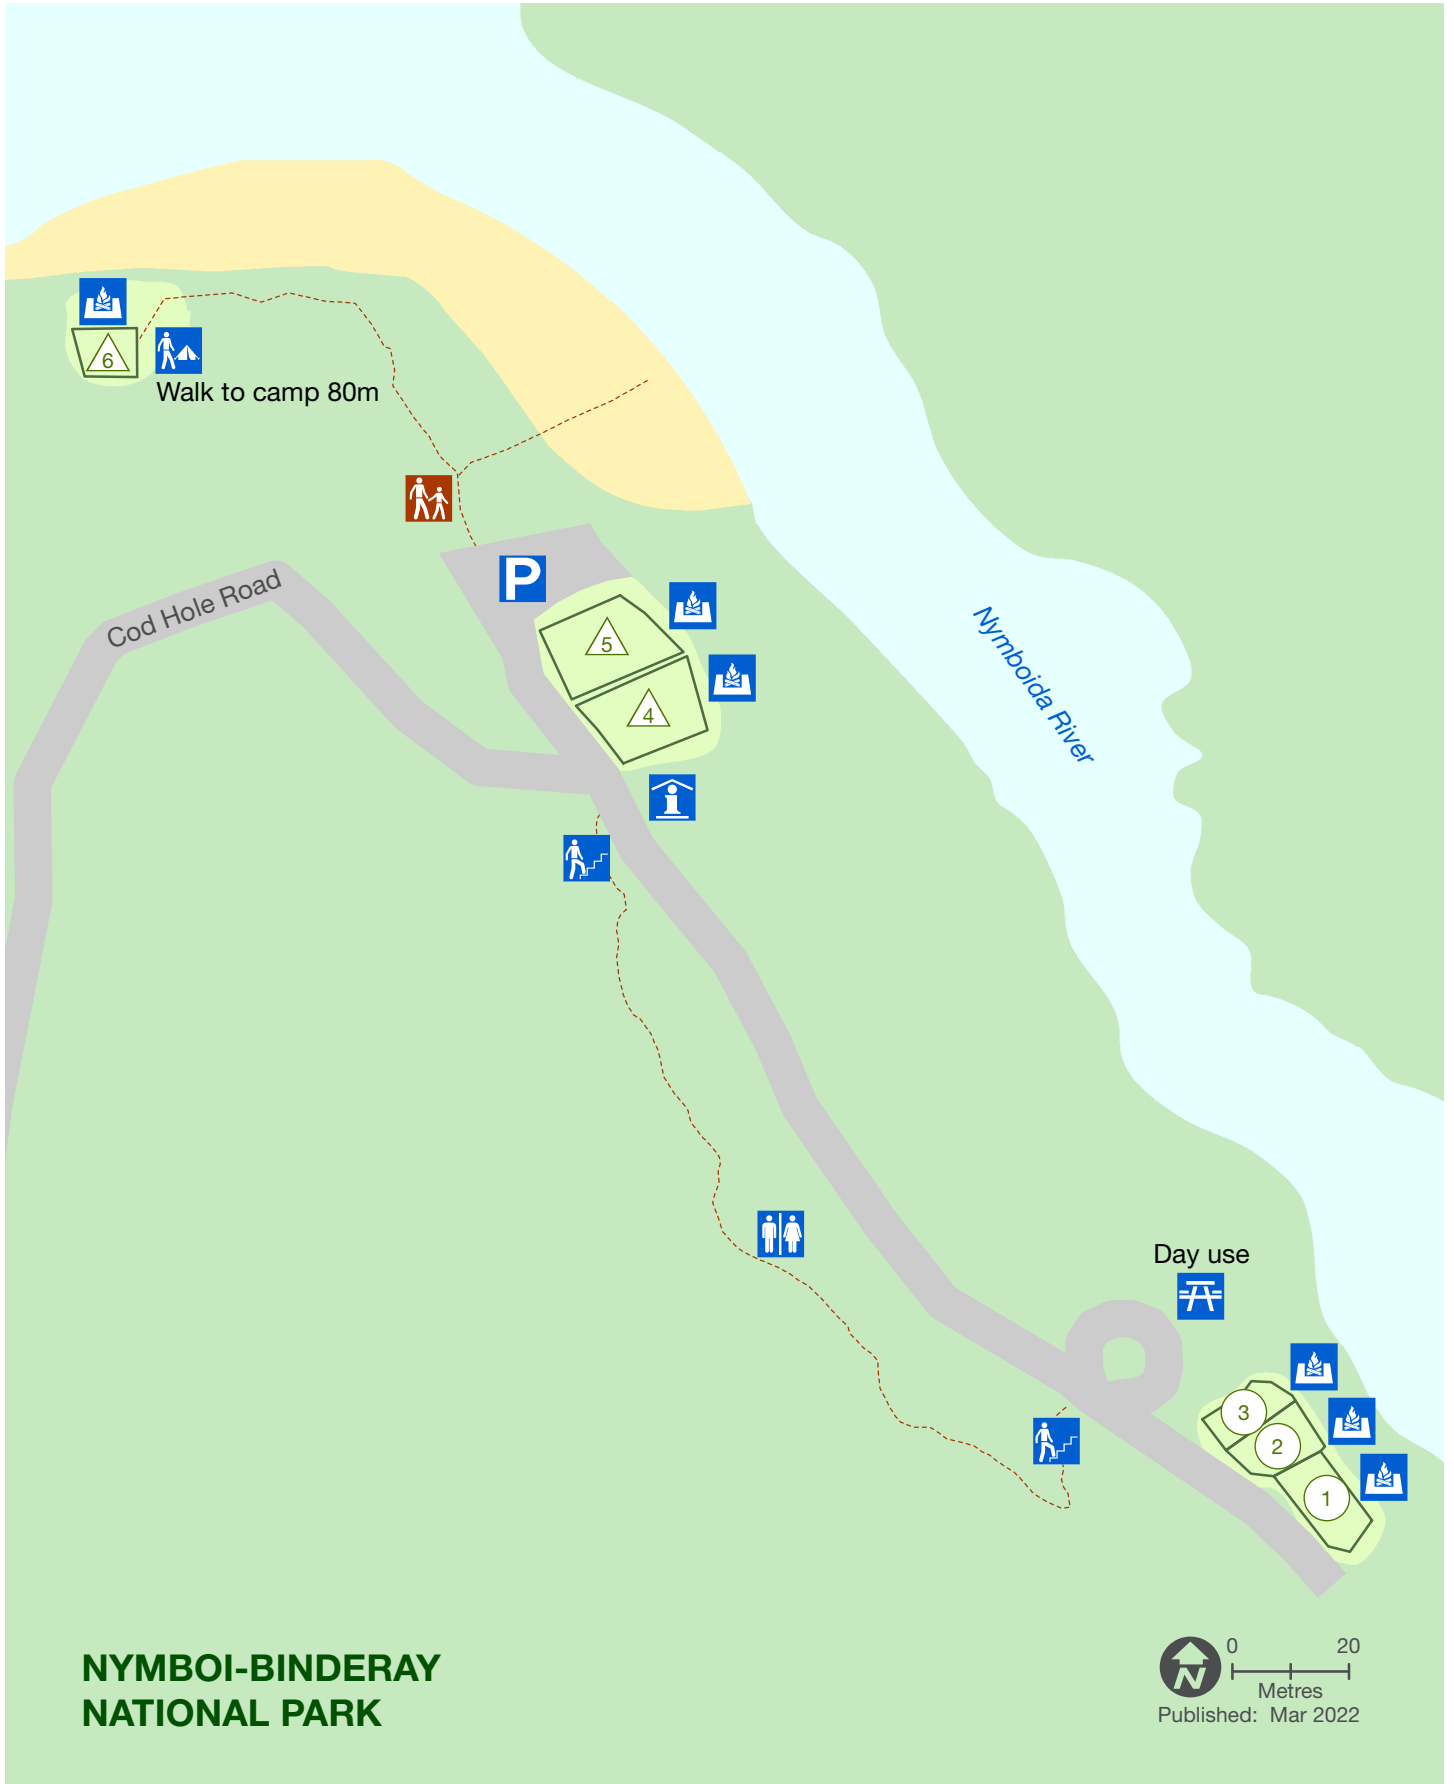 6
Walk to camp 80m
P
Cod Hole Road
5
4
Nymboida River
Day use
3
2
1
NYMBOI-BINDERAY
NATIONAL PARK
N
0 20
Metres
Published: Mar 2022